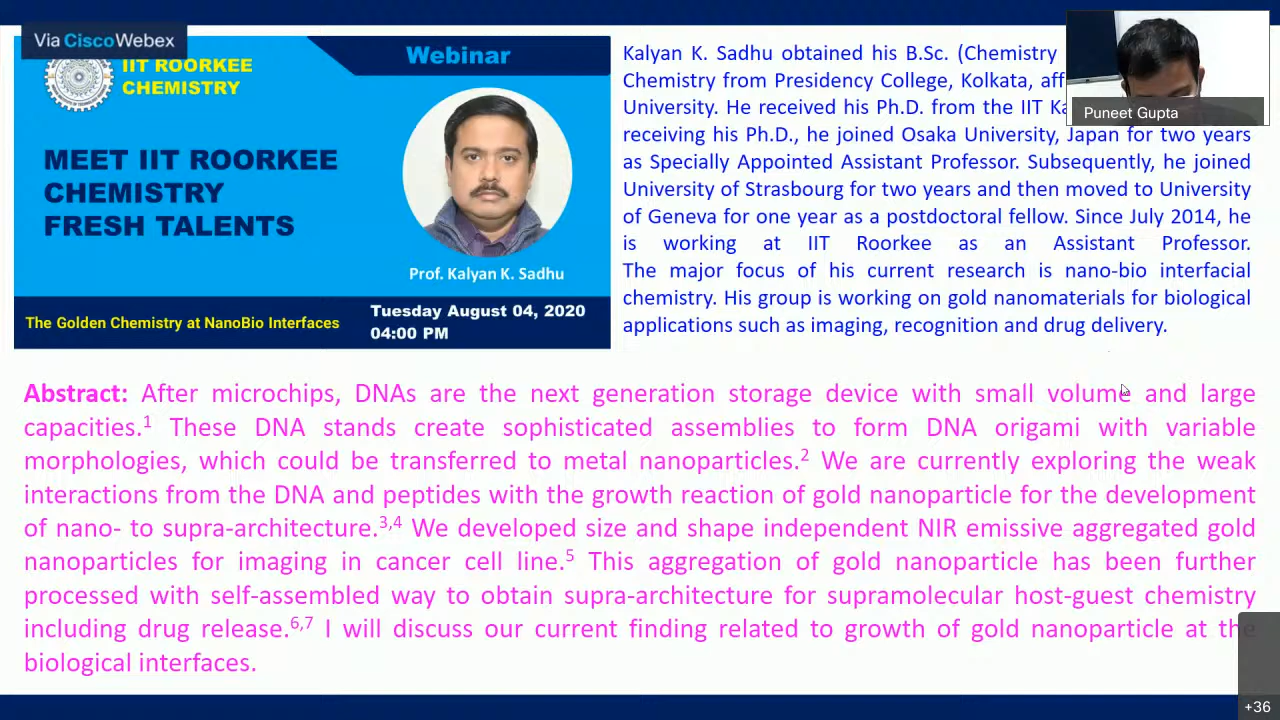 Via Cisco Webex
IIT ROORKEE
CHEMISTRY
Webinar
MEET IIT ROORKEE
CHEMISTRY
FRESH TALENTS
Prof. Kalyan K. Sadhu
The Golden Chemistry at NanoBio Interfaces
Tuesday August 04, 2020
04:00 PM
Kalyan K. Sadhu obtained his B.Sc. (Chemistry
Chemistry from Presidency College, Kolkata, aff
University. He received his Ph.D. from the IIT Ka
receiving his Ph.D., he joined Osaka University, Japan for two years
as Specially Appointed Assistant Professor. Subsequently, he joined
University of Strasbourg for two years and then moved to University
of Geneva for one year as a postdoctoral fellow. Since July 2014, he
is working at IIT Roorkee as an Assistant Professor.
The major focus of his current research is nano-bio interfacial
chemistry. His group is working on gold nanomaterials for biological
applications such as imaging, recognition and drug delivery.
Puneet Gupta
Abstract: After microchips, DNAs are the next generation storage device with small volume and large
capacities.1 These DNA stands create sophisticated assemblies to form DNA origami with variable
morphologies, which could be transferred to metal nanoparticles.2 We are currently exploring the weak
interactions from the DNA and peptides with the growth reaction of gold nanoparticle for the development
of nano- to supra-architecture.3,4 We developed size and shape independent NIR emissive aggregated gold
nanoparticles for imaging in cancer cell line.5 This aggregation of gold nanoparticle has been further
processed with self-assembled way to obtain supra-architecture for supramolecular host-guest chemistry
including drug release.6,7 I will discuss our current finding related to growth of gold nanoparticle at the
biological interfaces.
+36